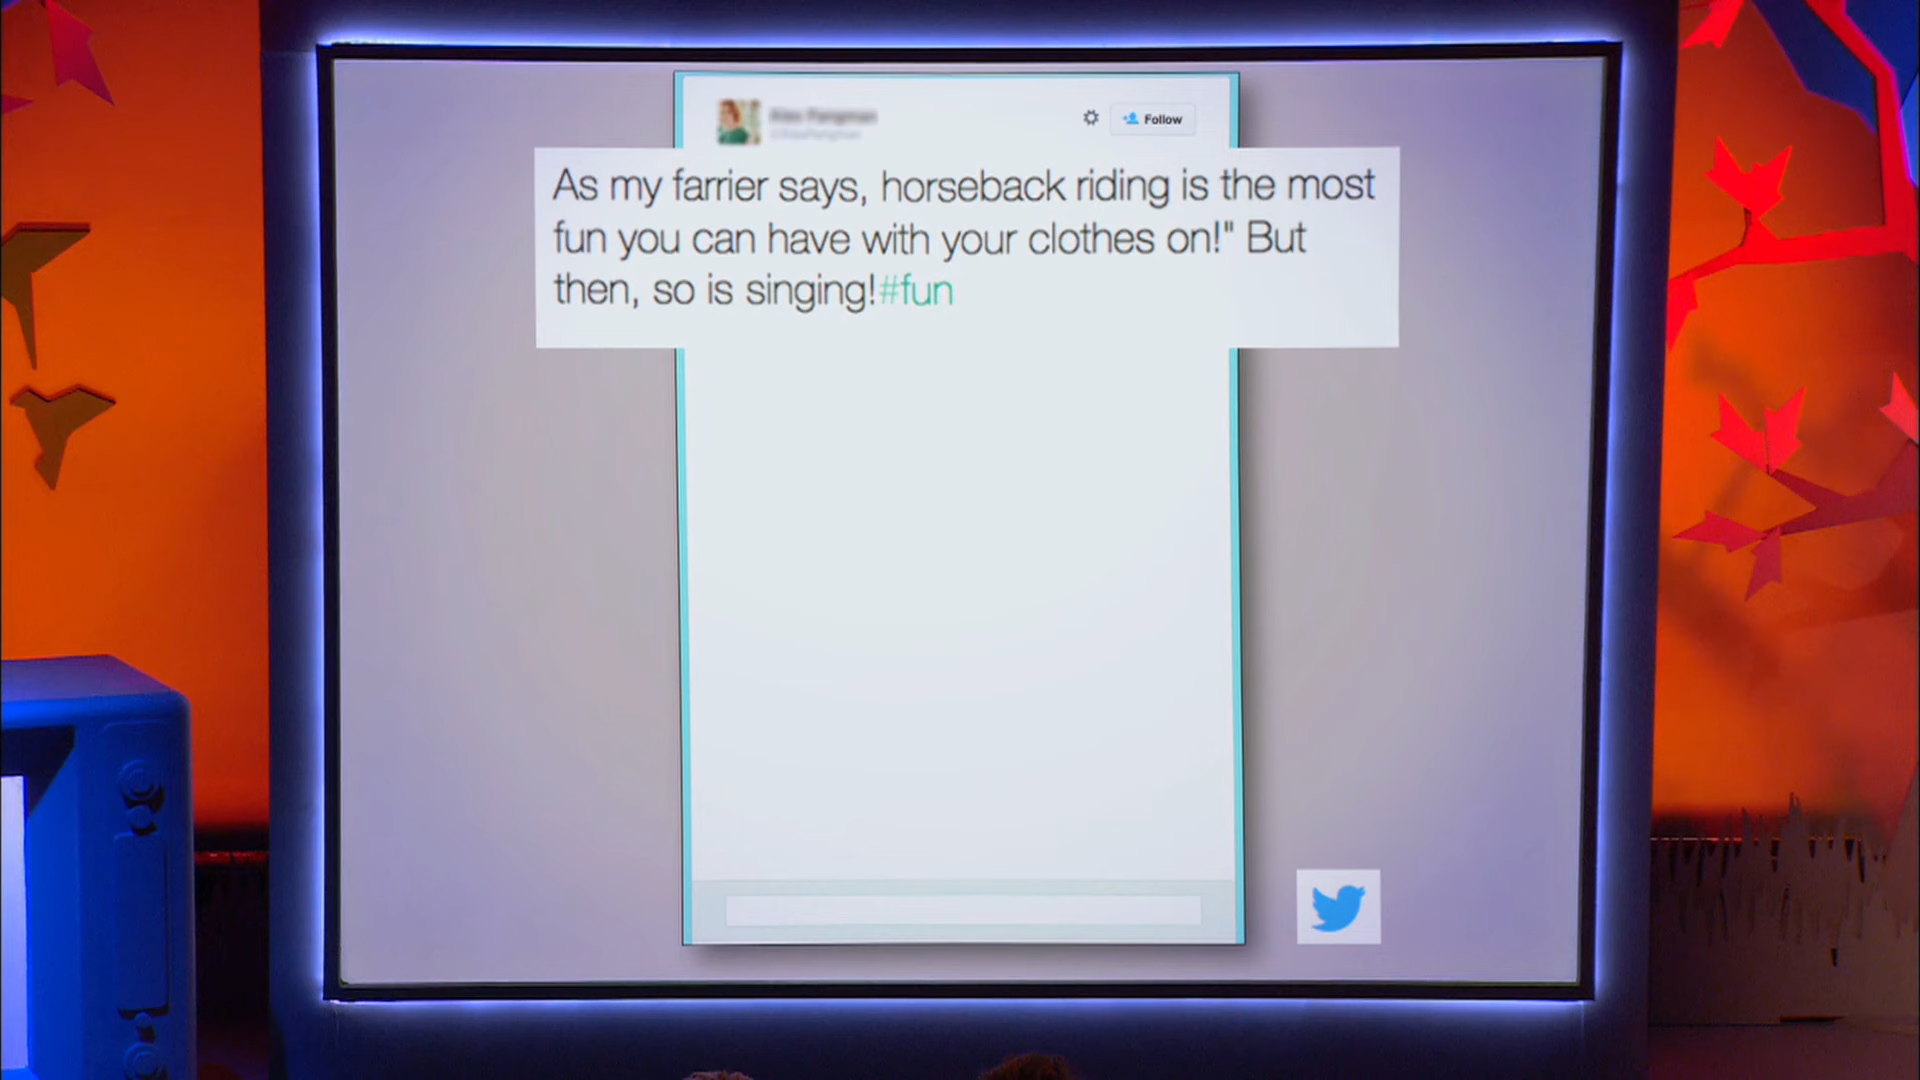 Follow
As my farrier says, horseback riding is the most
fun you can have with your clothes on!" But
then, so is singing!#fun